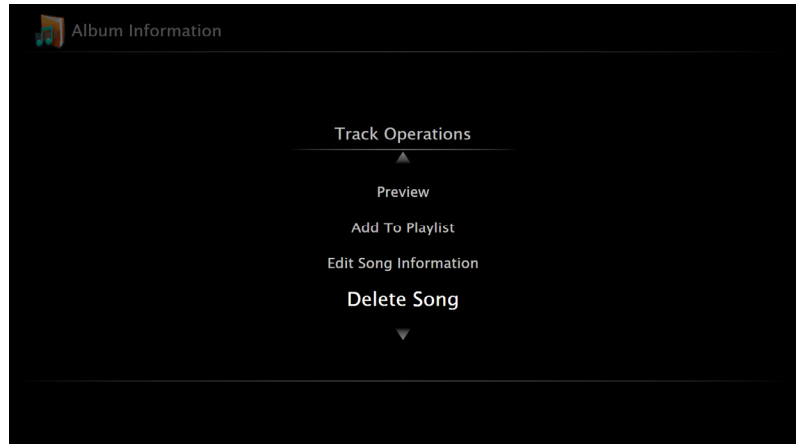 Album Information
Track Operations
Preview
Add To Playlist
Edit Song Information
Delete Song